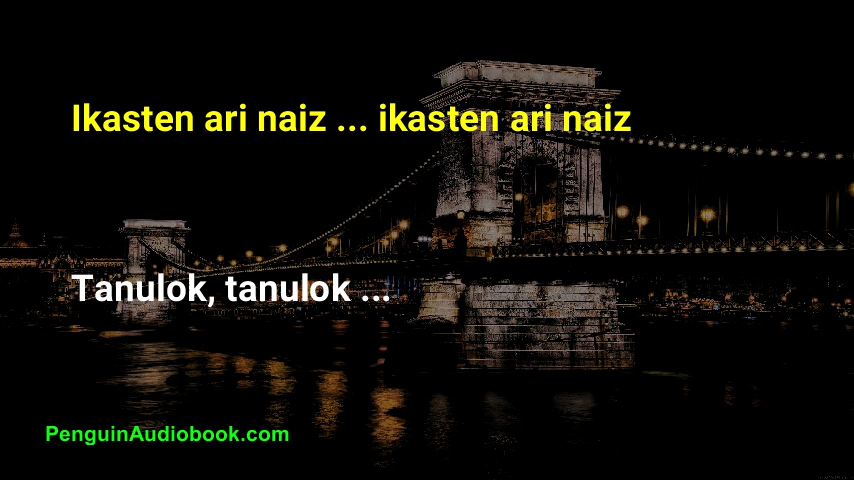 Ikasten ari naiz ... ikasten ari naiz
Tanulok, tanulok ...
PenguinAudiobook.com